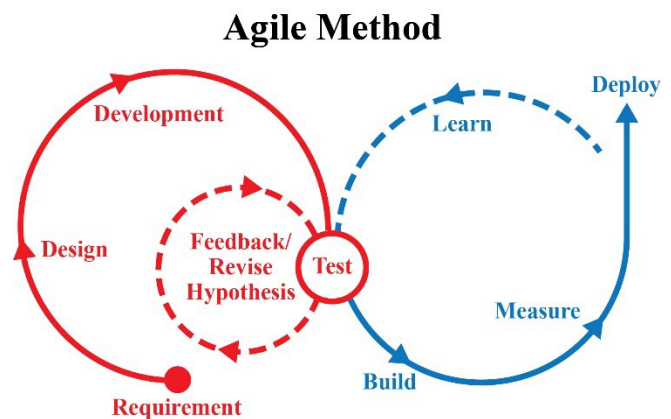 Agile Method
Development
Design
Requirement
Feedback/
Revise
Hypothesis
Test
Build
Measure
Learn
Deploy